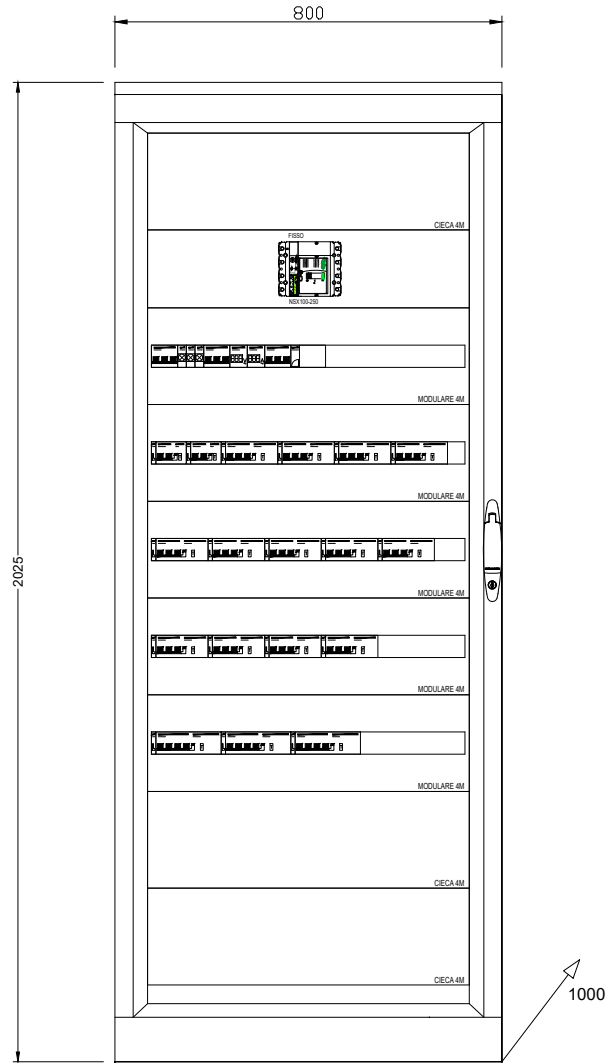 800
CIECA 4M
FISSO
NSX100-250
MODULARE 4M
MODULARE 4M
2025
MODULARE 4M
MODULARE 4M
MODULARE 4M
CIECA 4M
CIECA 4M
1000